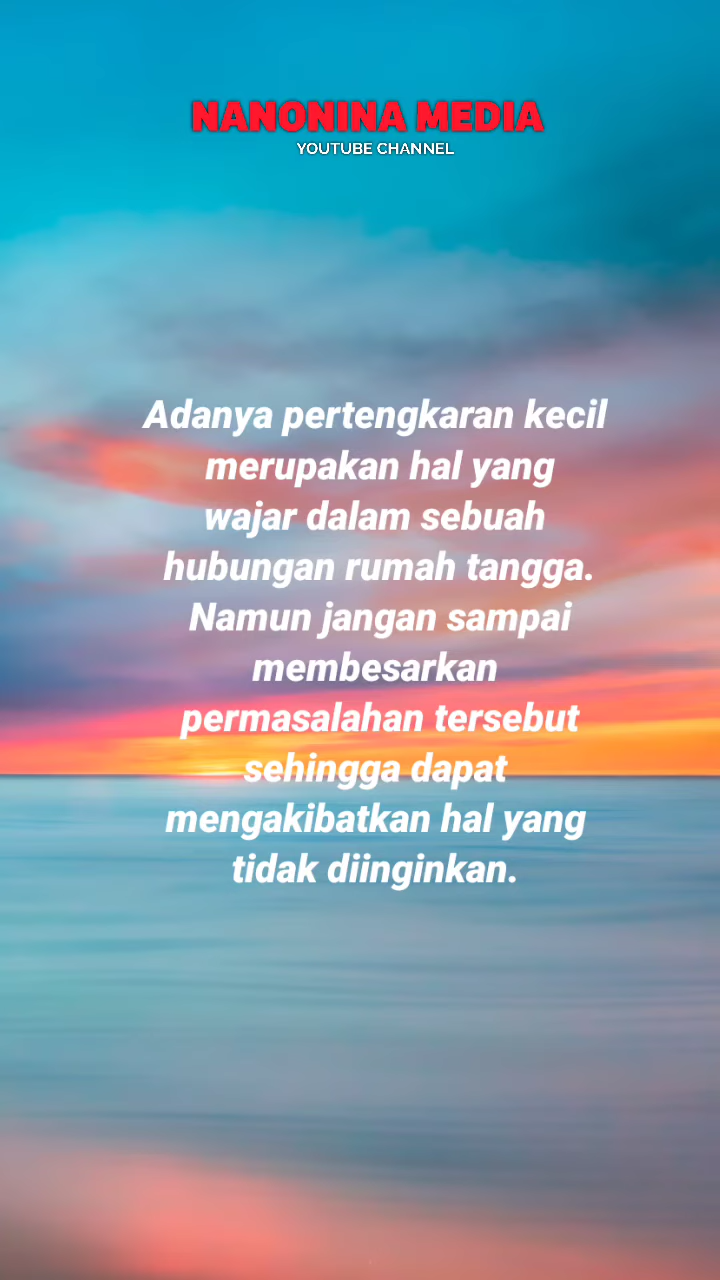 NANONINA MEDIA
YOUTUBE CHANNEL
Adanya pertengkaran kecil
merupakan hal yang
wajar dalam sebuah
hubungan rumah tangga.
Namun jangan sampai
membesarkan
permasalahan tersebut
sehingga dapat
mengakibatkan hal yang
tidak diinginkan.